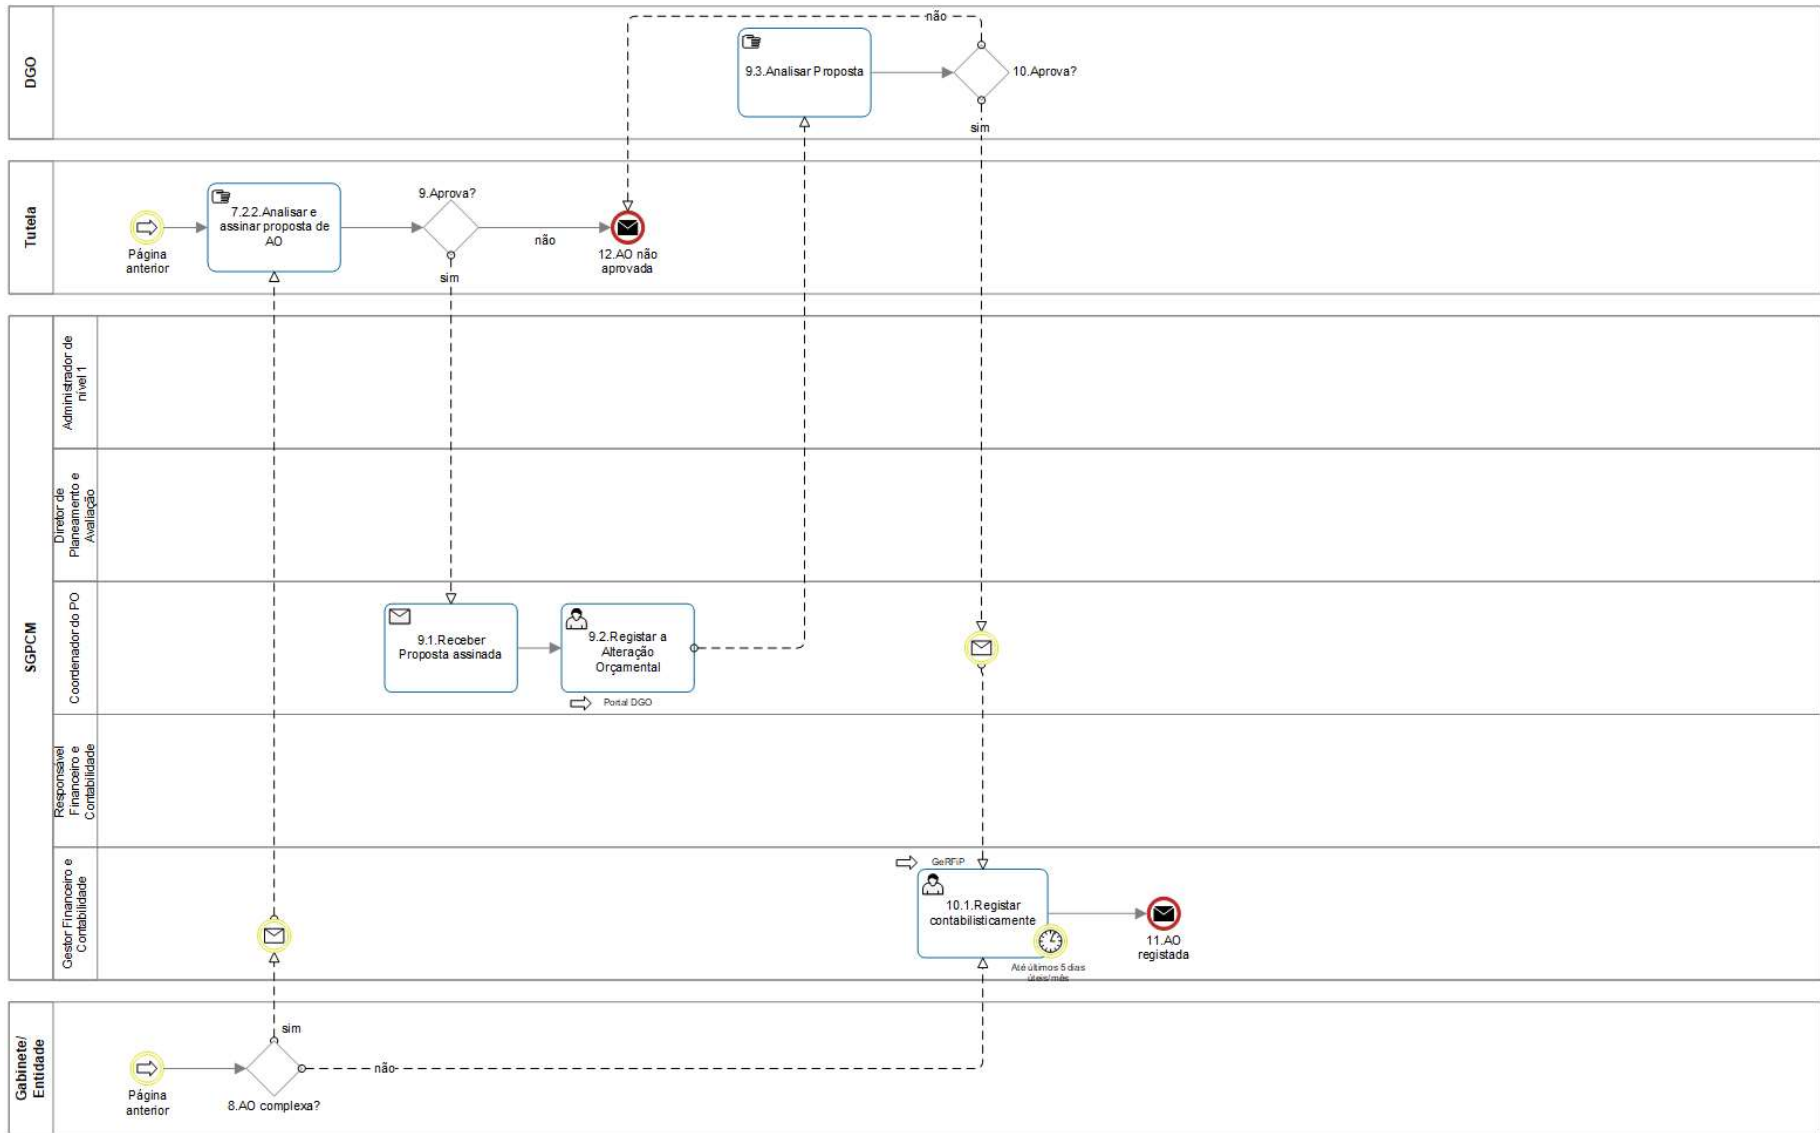 DGO
não
9.3.Analisar Proposta
10.Aprova?
sim
Tutela
Página
anterior
7.2.2.Analisar e
assinar proposta de
AO
9.Aprova?
não
sim
12.AO não
aprovada
SGPCM
Administrador de
nível 1
Diretor de
Planeamento e
Avaliação
Coordenador do PO
9.1.Receber
Proposta assinada
9.2.Registar a
Alteração
Orçamental
Portal DGO
Responsável
Financeiro e
Contabilidade
Gestor Financeiro e
Contabilidade
GeRFiP
10.1.Registar
contabilisticamente
Até últimos 5 dias
úteis/mês
11.AO
registada
Gabinete/
Entidade
Página
anterior
sim
não
8.AO complexa?